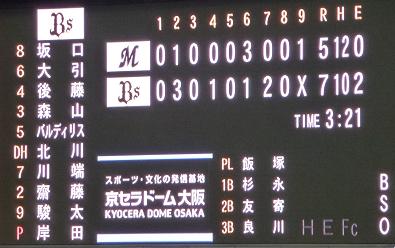 Bs
8 坂口
6 大引
4 後藤
3 森山
5 バルディリス
DH 北川
7 川端
2 齋藤
9 駿太
P 岸田
1 2 3 4 5 6 7 8 9 R H E
M 0 1 0 0 0 3 0 0 1 5 12 0
Bs 0 3 0 1 0 1 2 0 X 7 10 2
TIME 3:21
スポーツ・文化の発信基地
京セラドーム大阪
KYOCERA DOME OSAKA
PL 飯塚
1B 杉永
2B 友寄
3B 良川
H E Fc
B
S
O